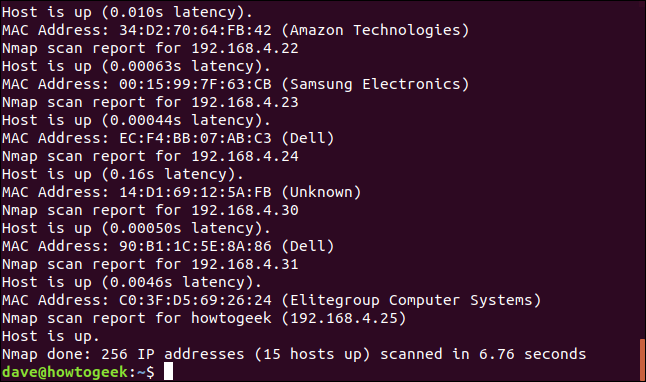 Host is up (0.010s latency).
MAC Address: 34:D2:70:64:FB:42 (Amazon Technologies)
Nmap scan report for 192.168.4.22
Host is up (0.00063s latency).
MAC Address: 00:15:99:7F:63:CB (Samsung Electronics)
Nmap scan report for 192.168.4.23
Host is up (0.00044s latency).
MAC Address: EC:F4:BB:07:AB:C3 (Dell)
Nmap scan report for 192.168.4.24
Host is up (0.16s latency).
MAC Address: 14:D1:69:12:5A:FB (Unknown)
Nmap scan report for 192.168.4.30
Host is up (0.00050s latency).
MAC Address: 90:B1:1C:5E:8A:86 (Dell)
Nmap scan report for 192.168.4.31
Host is up (0.0046s latency).
MAC Address: C0:3F:D5:69:26:24 (Elitegroup Computer Systems)
Nmap scan report for howtogeek (192.168.4.25)
Host is up.
Nmap done: 256 IP addresses (15 hosts up) scanned in 6.76 seconds
dave@howtogeek:~$